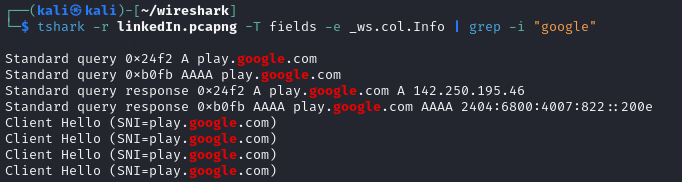 ┌──(kali㉿kali)-[~/wireshark]
└─$ tshark -r linkedIn.pcapng -T fields -e _ws.col.Info | grep -i "google"
Standard query 0×24f2 A play.google.com
Standard query 0×b0fb AAAA play.google.com
Standard query response 0×24f2 A play.google.com A 142.250.195.46
Standard query response 0×b0fb AAAA play.google.com AAAA 2404:6800:4007:822::200e
Client Hello (SNI=play.google.com)
Client Hello (SNI=play.google.com)
Client Hello (SNI=play.google.com)
Client Hello (SNI=play.google.com)